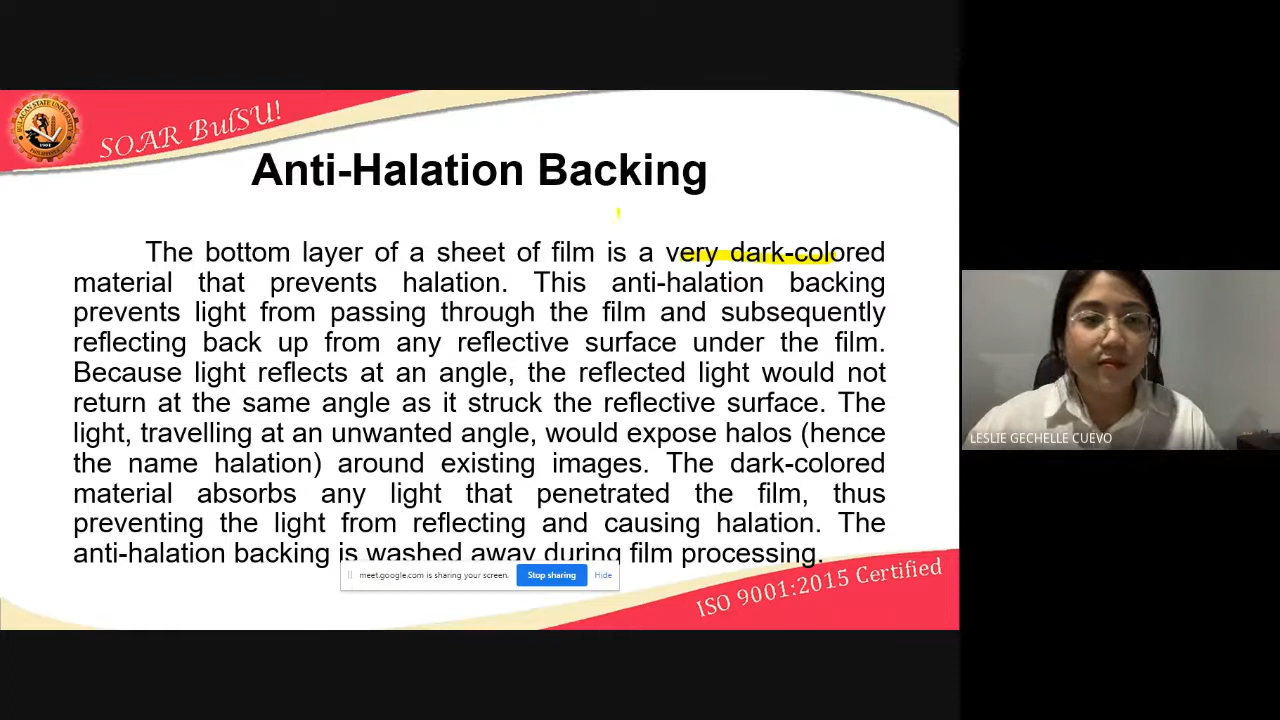 SOAR BulSU!
BULACAN STATE UNIVERSITY
1904
Anti-Halation Backing
The bottom layer of a sheet of film is a very dark-colored
material that prevents halation. This anti-halation backing
prevents light from passing through the film and subsequently
reflecting back up from any reflective surface under the film.
Because light reflects at an angle, the reflected light would not
return at the same angle as it struck the reflective surface. The
light, travelling at an unwanted angle, would expose halos (hence
the name halation) around existing images. The dark-colored
material absorbs any light that penetrated the film, thus
preventing the light from reflecting and causing halation. The
anti-halation backing is washed away during film processing.
meet.google.com is sharing your screen. Stop sharing Hide
ISO 9001:2015 Certified
LESLIE GECHELLE CUEVO